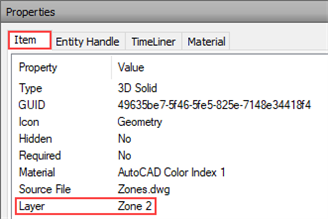 Properties
Item Entity Handle TimeLiner Material
Property Value
Type 3D Solid
GUID 49635be7-5f46-5fe5-825e-7148e34418f4
Icon Geometry
Hidden No
Required No
Material AutoCAD Color Index 1
Source File Zones.dwg
Layer Zone 2